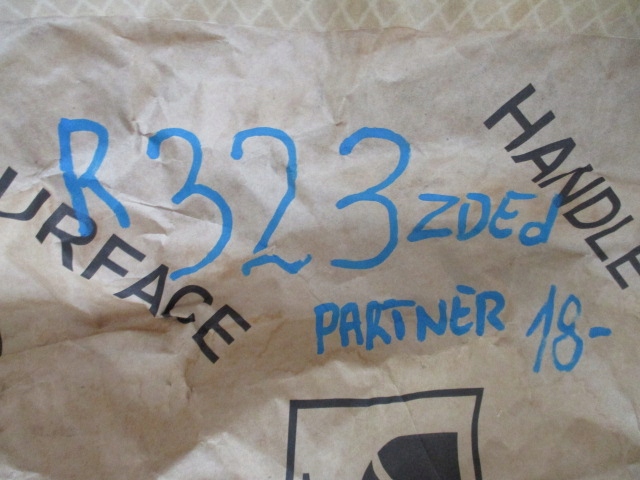 R323 ZDEd
PARTNER 18-
URFACE
HANDLE